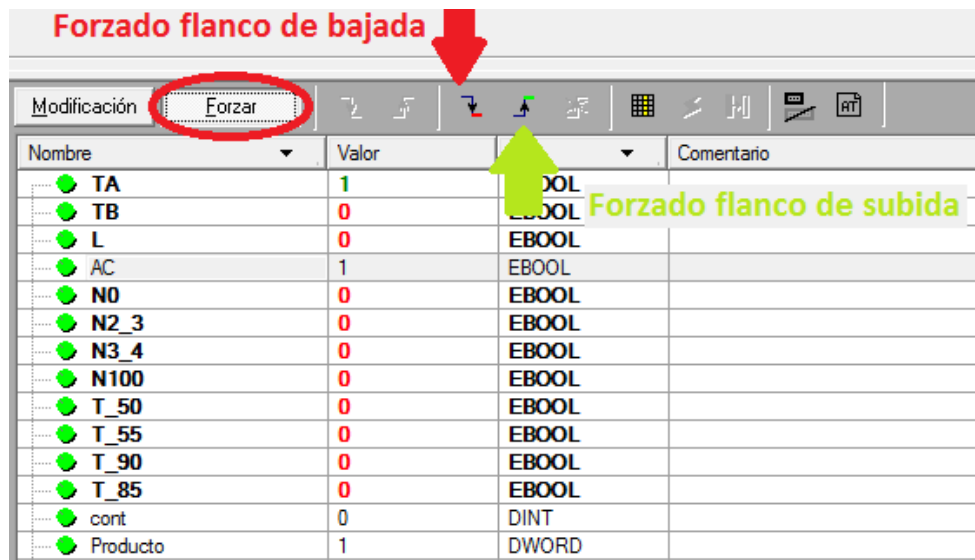 Forzado flanco de bajada
Modificación Forzar AT
Nombre Valor Comentario
TA 1 EBOOL
TB 0 EBOOL
Forzado flanco de subida
L 0 EBOOL
AC 1 EBOOL
N0 0 EBOOL
N2_3 0 EBOOL
N3_4 0 EBOOL
N100 0 EBOOL
T_50 0 EBOOL
T_55 0 EBOOL
T_90 0 EBOOL
T_85 0 EBOOL
cont 0 DINT
Producto 1 DWORD